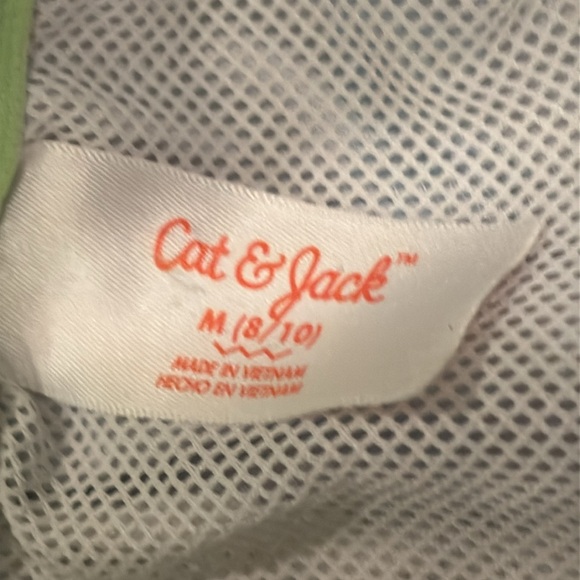 Cat & Jack™
M (8/10)
MADE IN VIETNAM
HECHO EN VIETNAM